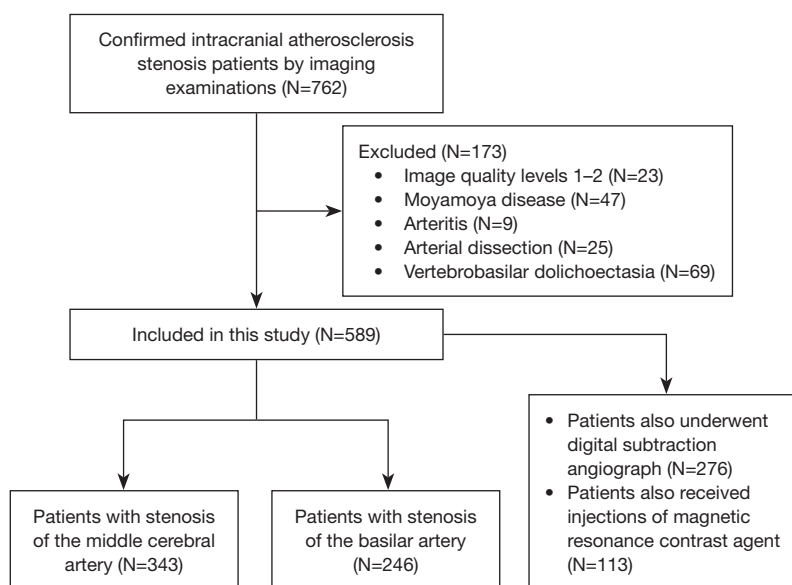 Confirmed intracranial atherosclerosis
stenosis patients by imaging
examinations (N=762)
Excluded (N=173)
• Image quality levels 1–2 (N=23)
• Moyamoya disease (N=47)
• Arteritis (N=9)
• Arterial dissection (N=25)
• Vertebrobasilar dolichoectasia (N=69)
Included in this study (N=589)
• Patients also underwent
digital subtraction
angiograph (N=276)
• Patients also received
injections of magnetic
resonance contrast agent
(N=113)
Patients with stenosis
of the middle cerebral
artery (N=343)
Patients with stenosis
of the basilar artery
(N=246)